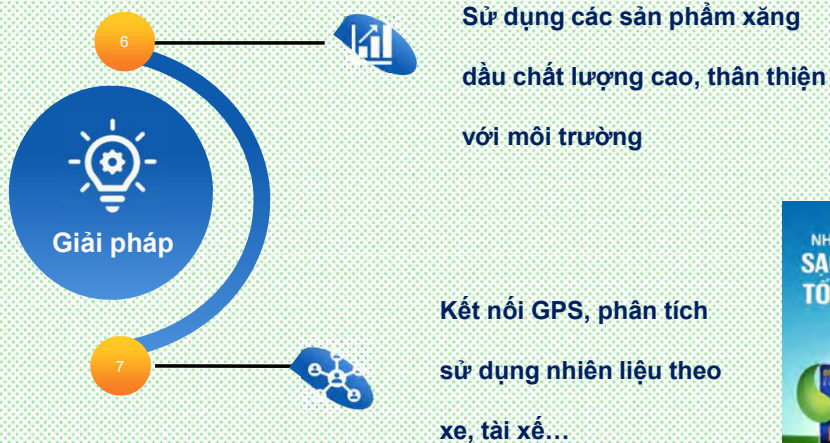 6
Sử dụng các sản phẩm xăng
dầu chất lượng cao, thân thiện
với môi trường
Giải pháp
7
Kết nối GPS, phân tích
sử dụng nhiên liệu theo
xe, tài xế...